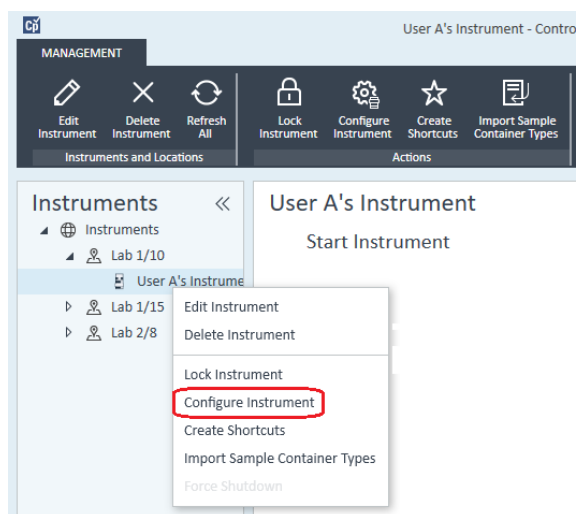 Cp
User A's Instrument - Contro
MANAGEMENT
Edit Instrument
Delete Instrument
Refresh All
Lock Instrument
Configure Instrument
Create Shortcuts
Import Sample Container Types
Instruments and Locations
Actions
Instruments
Instruments
Lab 1/10
User A's Instrume
Lab 1/15
Lab 2/8
User A's Instrument
Start Instrument
Edit Instrument
Delete Instrument
Lock Instrument
Configure Instrument
Create Shortcuts
Import Sample Container Types
Force Shutdown